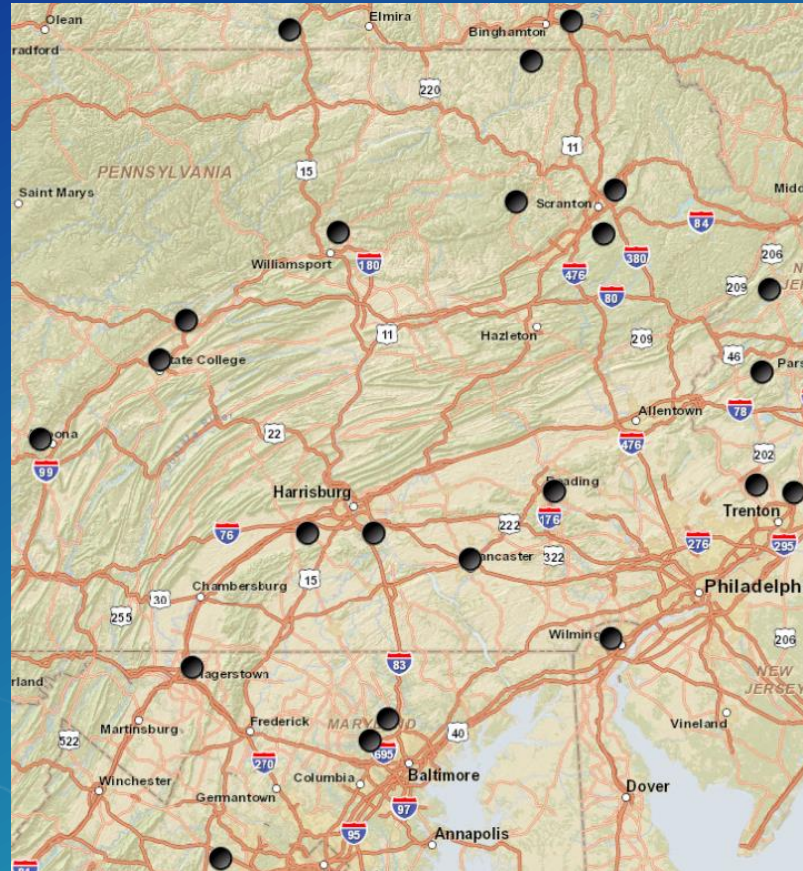 Olean
Elmira
Binghamton
radford
220
11
PENNSYLVANIA
15
Saint Marys
Scranton
84
Midd
Williamsport
180
476
380
206
209
80
11
Hazleton
209
46
Pars
State College
Allentown
78
22
476
99
202
Harrisburg
Reading
176
Trenton
76
222
276
295
Lancaster
322
15
Chambersburg
30
Philadelph
255
Wilming
206
83
Hagerstown
rland
NEW
JERSEY
Martinsburg
Frederick
MARYLAND
40
Vineland
522
695
270
Baltimore
Columbia
Winchester
Germantown
Dover
97
95
Annapolis